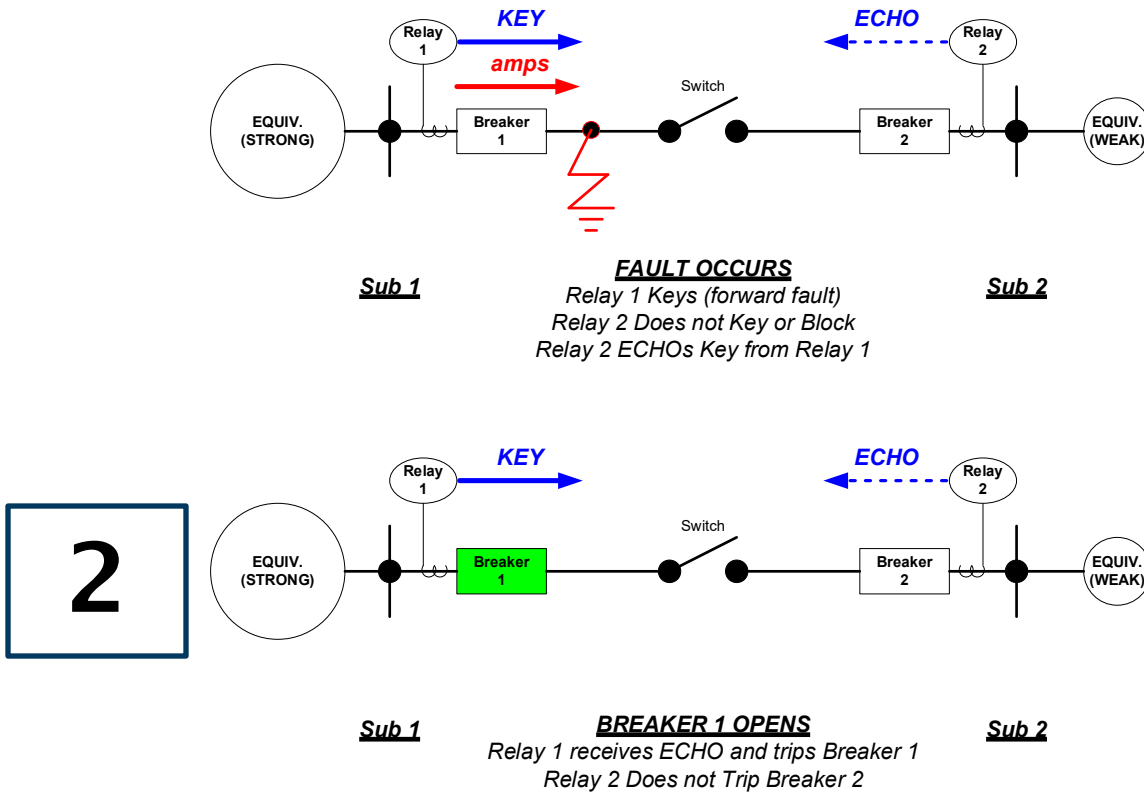 KEY
ECHO
Relay
1
Relay
2
amps
Switch
EQUIV.
(STRONG)
Breaker
1
Breaker
2
EQUIV.
(WEAK)
Sub 1
FAULT OCCURS
Sub 2
Relay 1 Keys (forward fault)
Relay 2 Does not Key or Block
Relay 2 ECHOs Key from Relay 1
KEY
ECHO
Relay
1
Relay
2
2
Switch
EQUIV.
(STRONG)
Breaker
1
Breaker
2
EQUIV.
(WEAK)
Sub 1
BREAKER 1 OPENS
Sub 2
Relay 1 receives ECHO and trips Breaker 1
Relay 2 Does not Trip Breaker 2